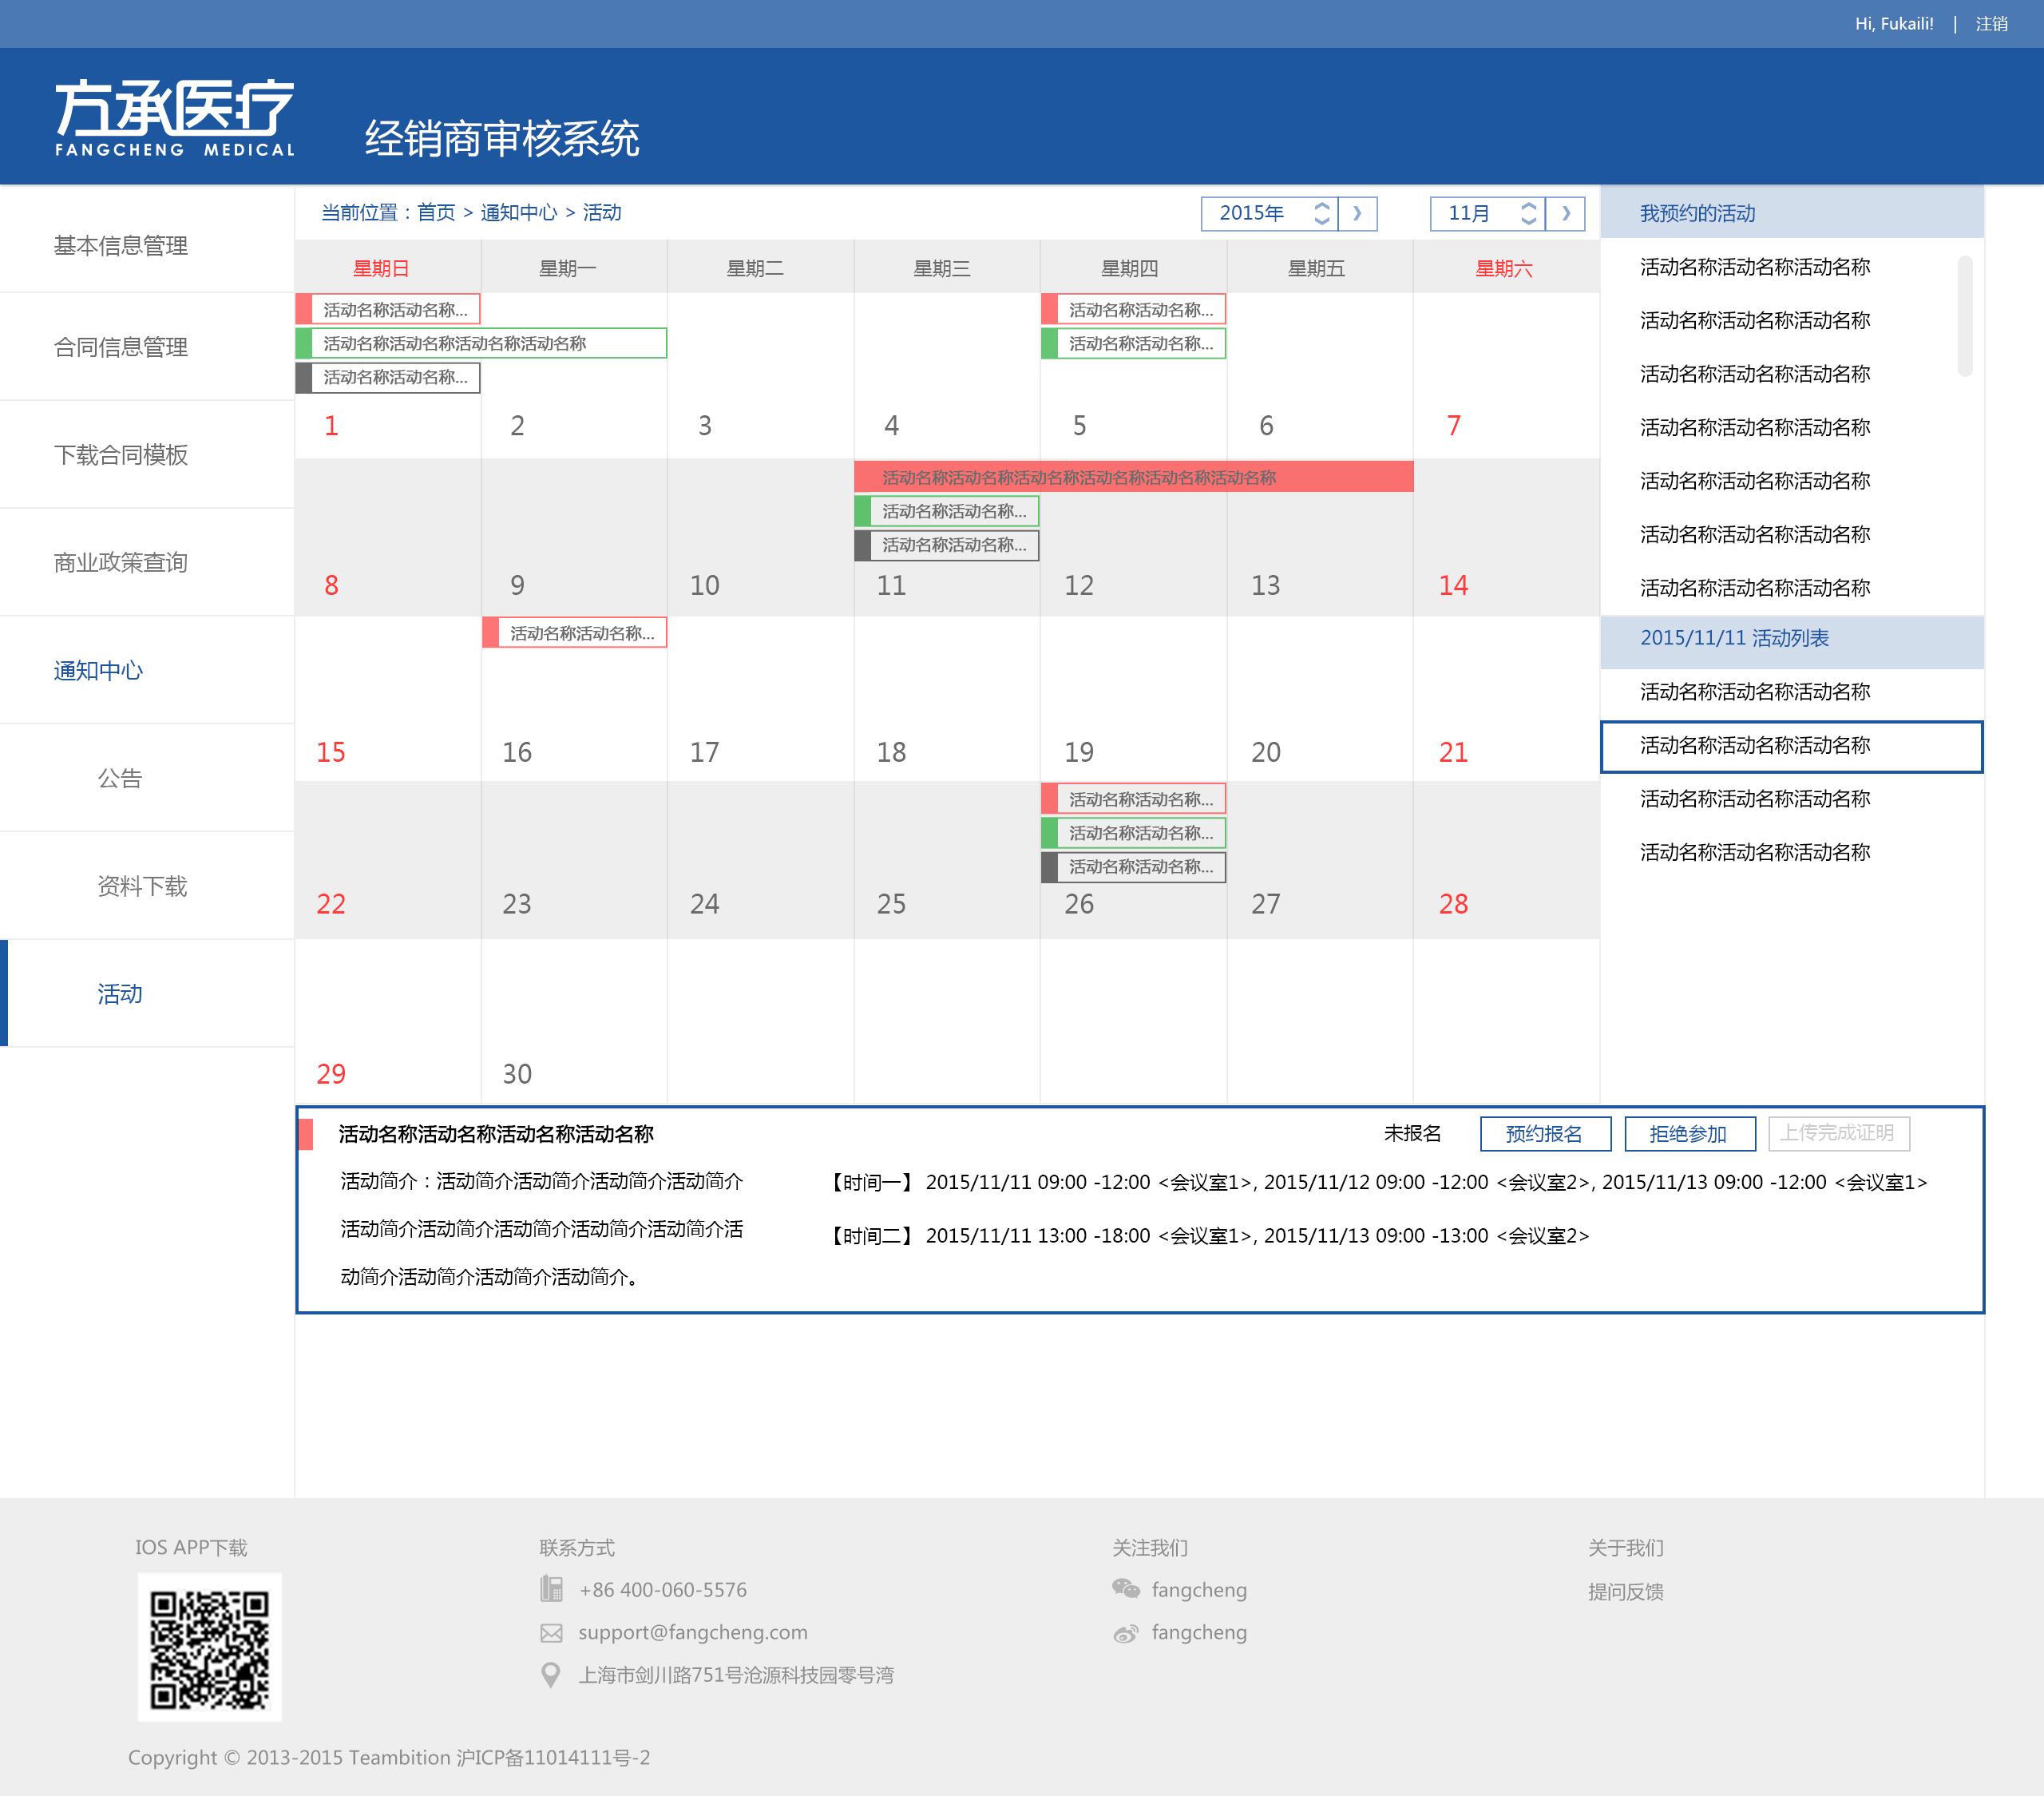 Hi, Fukaili! | 注销
方承医疗
FANGCHENG MEDICAL
经销商审核系统
基本信息管理
合同信息管理
下载合同模板
商业政策查询
通知中心
公告
资料下载
活动
当前位置：首页 > 通知中心 > 活动
2015年
11月
星期日 星期一 星期二 星期三 星期四 星期五 星期六
活动名称活动名称...
活动名称活动名称活动名称活动名称
活动名称活动名称...
活动名称活动名称...
活动名称活动名称...
1 2 3 4 5 6 7
活动名称活动名称活动名称活动名称活动名称活动名称
活动名称活动名称...
活动名称活动名称...
8 9 10 11 12 13 14
活动名称活动名称...
15 16 17 18 19 20 21
活动名称活动名称...
活动名称活动名称...
活动名称活动名称...
22 23 24 25 26 27 28
29 30
我预约的活动
活动名称活动名称活动名称
活动名称活动名称活动名称
活动名称活动名称活动名称
活动名称活动名称活动名称
活动名称活动名称活动名称
活动名称活动名称活动名称
活动名称活动名称活动名称
2015/11/11 活动列表
活动名称活动名称活动名称
活动名称活动名称活动名称
活动名称活动名称活动名称
活动名称活动名称活动名称
活动名称活动名称活动名称活动名称
未报名 预约报名 拒绝参加 上传完成证明
活动简介：活动简介活动简介活动简介活动简介
活动简介活动简介活动简介活动简介活动简介活
动简介活动简介活动简介活动简介。
【时间一】 2015/11/11 09:00 -12:00 <会议室1>, 2015/11/12 09:00 -12:00 <会议室2>, 2015/11/13 09:00 -12:00 <会议室1>
【时间二】 2015/11/11 13:00 -18:00 <会议室1>, 2015/11/13 09:00 -13:00 <会议室2>
IOS APP下载
联系方式
+86 400-060-5576
support@fangcheng.com
上海市剑川路751号沧源科技园零号湾
关注我们
fangcheng
fangcheng
关于我们
提问反馈
Copyright © 2013-2015 Teambition 沪ICP备11014111号-2